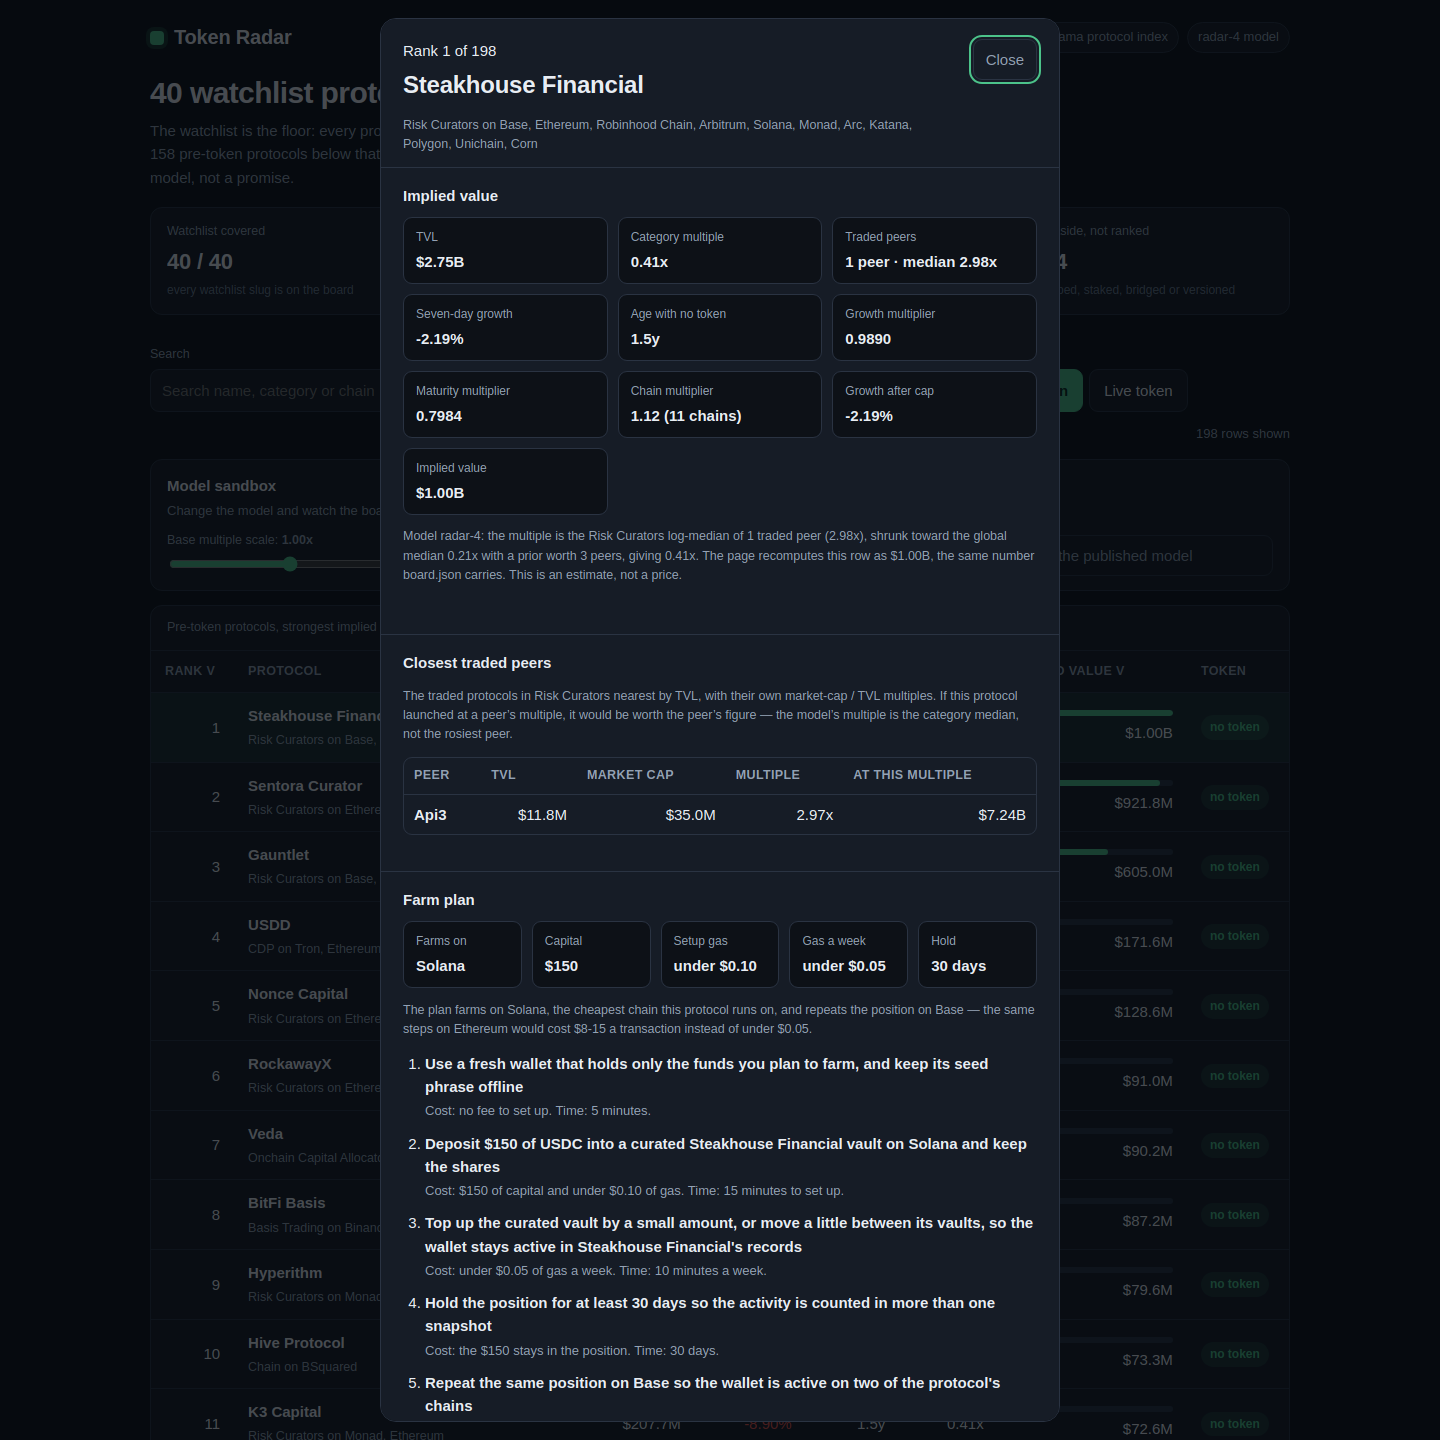 Token Radar
ama protocol index
radar-4 model
40 watchlist prot
The watchlist is the floor: every pro
158 pre-token protocols below that
model, not a promise.
Watchlist covered
40 / 40
every watchlist slug is on the board
side, not ranked
4
ped, staked, bridged or versioned
Search
Search name, category or chain
n
Live token
198 rows shown
Model sandbox
Change the model and watch the boa
Base multiple scale: 1.00x
the published model
Pre-token protocols, strongest implied
RANK V PROTOCOL
D VALUE V TOKEN
1 Steakhouse Financ
Risk Curators on Base,
$1.00B no token
2 Sentora Curator
Risk Curators on Ethere
$921.8M no token
3 Gauntlet
Risk Curators on Base,
$605.0M no token
4 USDD
CDP on Tron, Ethereum
$171.6M no token
5 Nonce Capital
Risk Curators on Ethere
$128.6M no token
6 RockawayX
Risk Curators on Ethere
$91.0M no token
7 Veda
Onchain Capital Allocato
$90.2M no token
8 BitFi Basis
Basis Trading on Binanc
$87.2M no token
9 Hyperithm
Risk Curators on Monad
$79.6M no token
10 Hive Protocol
Chain on BSquared
$73.3M no token
11 K3 Capital
Risk Curators on Monad, Ethereum
$207.7M -8.90% 1.5y 0.41x $72.6M no token
Rank 1 of 198
Close
Steakhouse Financial
Risk Curators on Base, Ethereum, Robinhood Chain, Arbitrum, Solana, Monad, Arc, Katana,
Polygon, Unichain, Corn
Implied value
TVL
$2.75B
Category multiple
0.41x
Traded peers
1 peer · median 2.98x
Seven-day growth
-2.19%
Age with no token
1.5y
Growth multiplier
0.9890
Maturity multiplier
0.7984
Chain multiplier
1.12 (11 chains)
Growth after cap
-2.19%
Implied value
$1.00B
Model radar-4: the multiple is the Risk Curators log-median of 1 traded peer (2.98x), shrunk toward the global
median 0.21x with a prior worth 3 peers, giving 0.41x. The page recomputes this row as $1.00B, the same number
board.json carries. This is an estimate, not a price.
Closest traded peers
The traded protocols in Risk Curators nearest by TVL, with their own market-cap / TVL multiples. If this protocol
launched at a peer’s multiple, it would be worth the peer’s figure — the model’s multiple is the category median,
not the rosiest peer.
PEER TVL MARKET CAP MULTIPLE AT THIS MULTIPLE
Api3 $11.8M $35.0M 2.97x $7.24B
Farm plan
Farms on
Solana
Capital
$150
Setup gas
under $0.10
Gas a week
under $0.05
Hold
30 days
The plan farms on Solana, the cheapest chain this protocol runs on, and repeats the position on Base — the same
steps on Ethereum would cost $8-15 a transaction instead of under $0.05.
1. Use a fresh wallet that holds only the funds you plan to farm, and keep its seed
phrase offline
Cost: no fee to set up. Time: 5 minutes.
2. Deposit $150 of USDC into a curated Steakhouse Financial vault on Solana and keep
the shares
Cost: $150 of capital and under $0.10 of gas. Time: 15 minutes to set up.
3. Top up the curated vault by a small amount, or move a little between its vaults, so the
wallet stays active in Steakhouse Financial's records
Cost: under $0.05 of gas a week. Time: 10 minutes a week.
4. Hold the position for at least 30 days so the activity is counted in more than one
snapshot
Cost: the $150 stays in the position. Time: 30 days.
5. Repeat the same position on Base so the wallet is active on two of the protocol's
chains